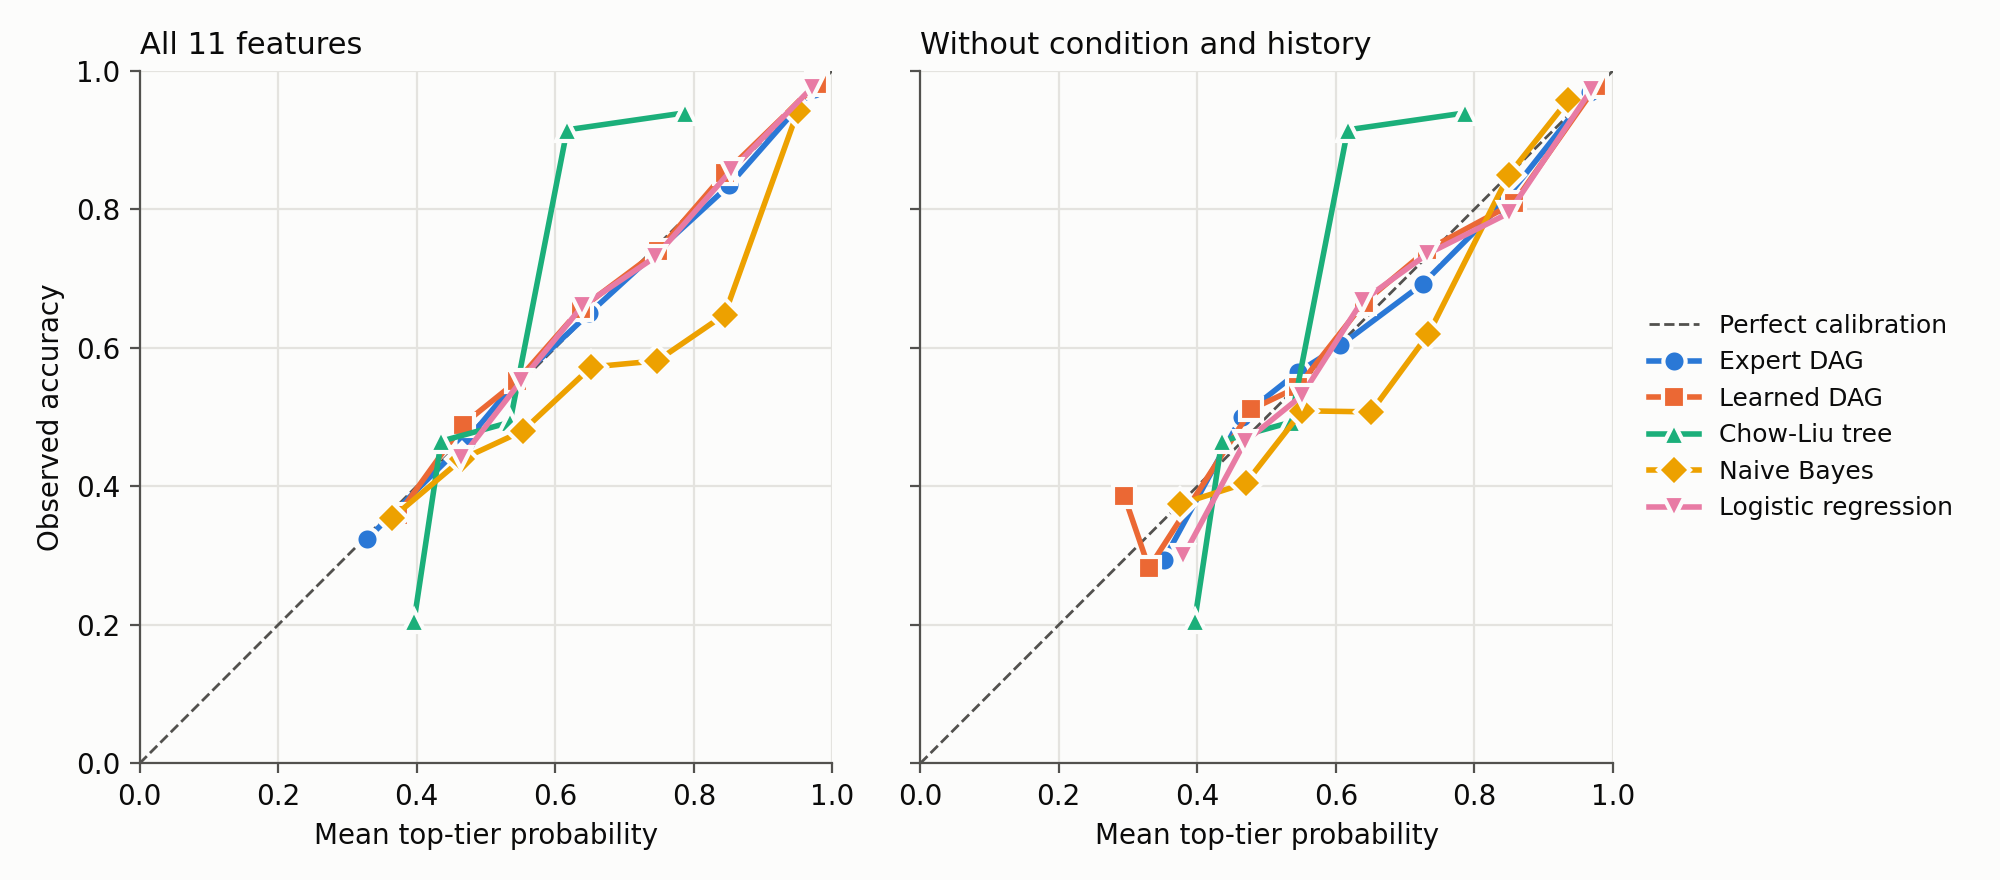 All 11 features
Without condition and history
1.0
0.8
0.6
0.4
0.2
0.0
Observed accuracy
0.0 0.2 0.4 0.6 0.8 1.0
0.0 0.2 0.4 0.6 0.8 1.0
Mean top-tier probability
Mean top-tier probability
Perfect calibration
Expert DAG
Learned DAG
Chow-Liu tree
Naive Bayes
Logistic regression